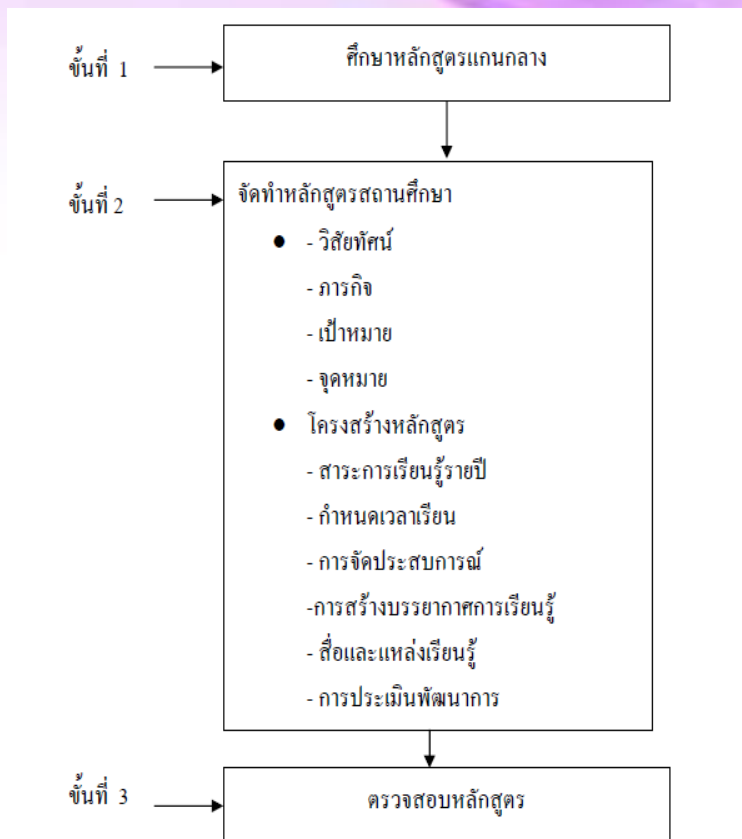 ขั้นที่ 1
ศึกษาหลักสูตรแกนกลาง
ขั้นที่ 2
จัดทำหลักสูตรสถานศึกษา
● - วิสัยทัศน์
- ภารกิจ
- เป้าหมาย
- จุดหมาย
● โครงสร้างหลักสูตร
- สาระการเรียนรู้รายปี
- กำหนดเวลาเรียน
- การจัดประสบการณ์
-การสร้างบรรยากาศการเรียนรู้
- สื่อและแหล่งเรียนรู้
- การประเมินพัฒนาการ
ขั้นที่ 3
ตรวจสอบหลักสูตร